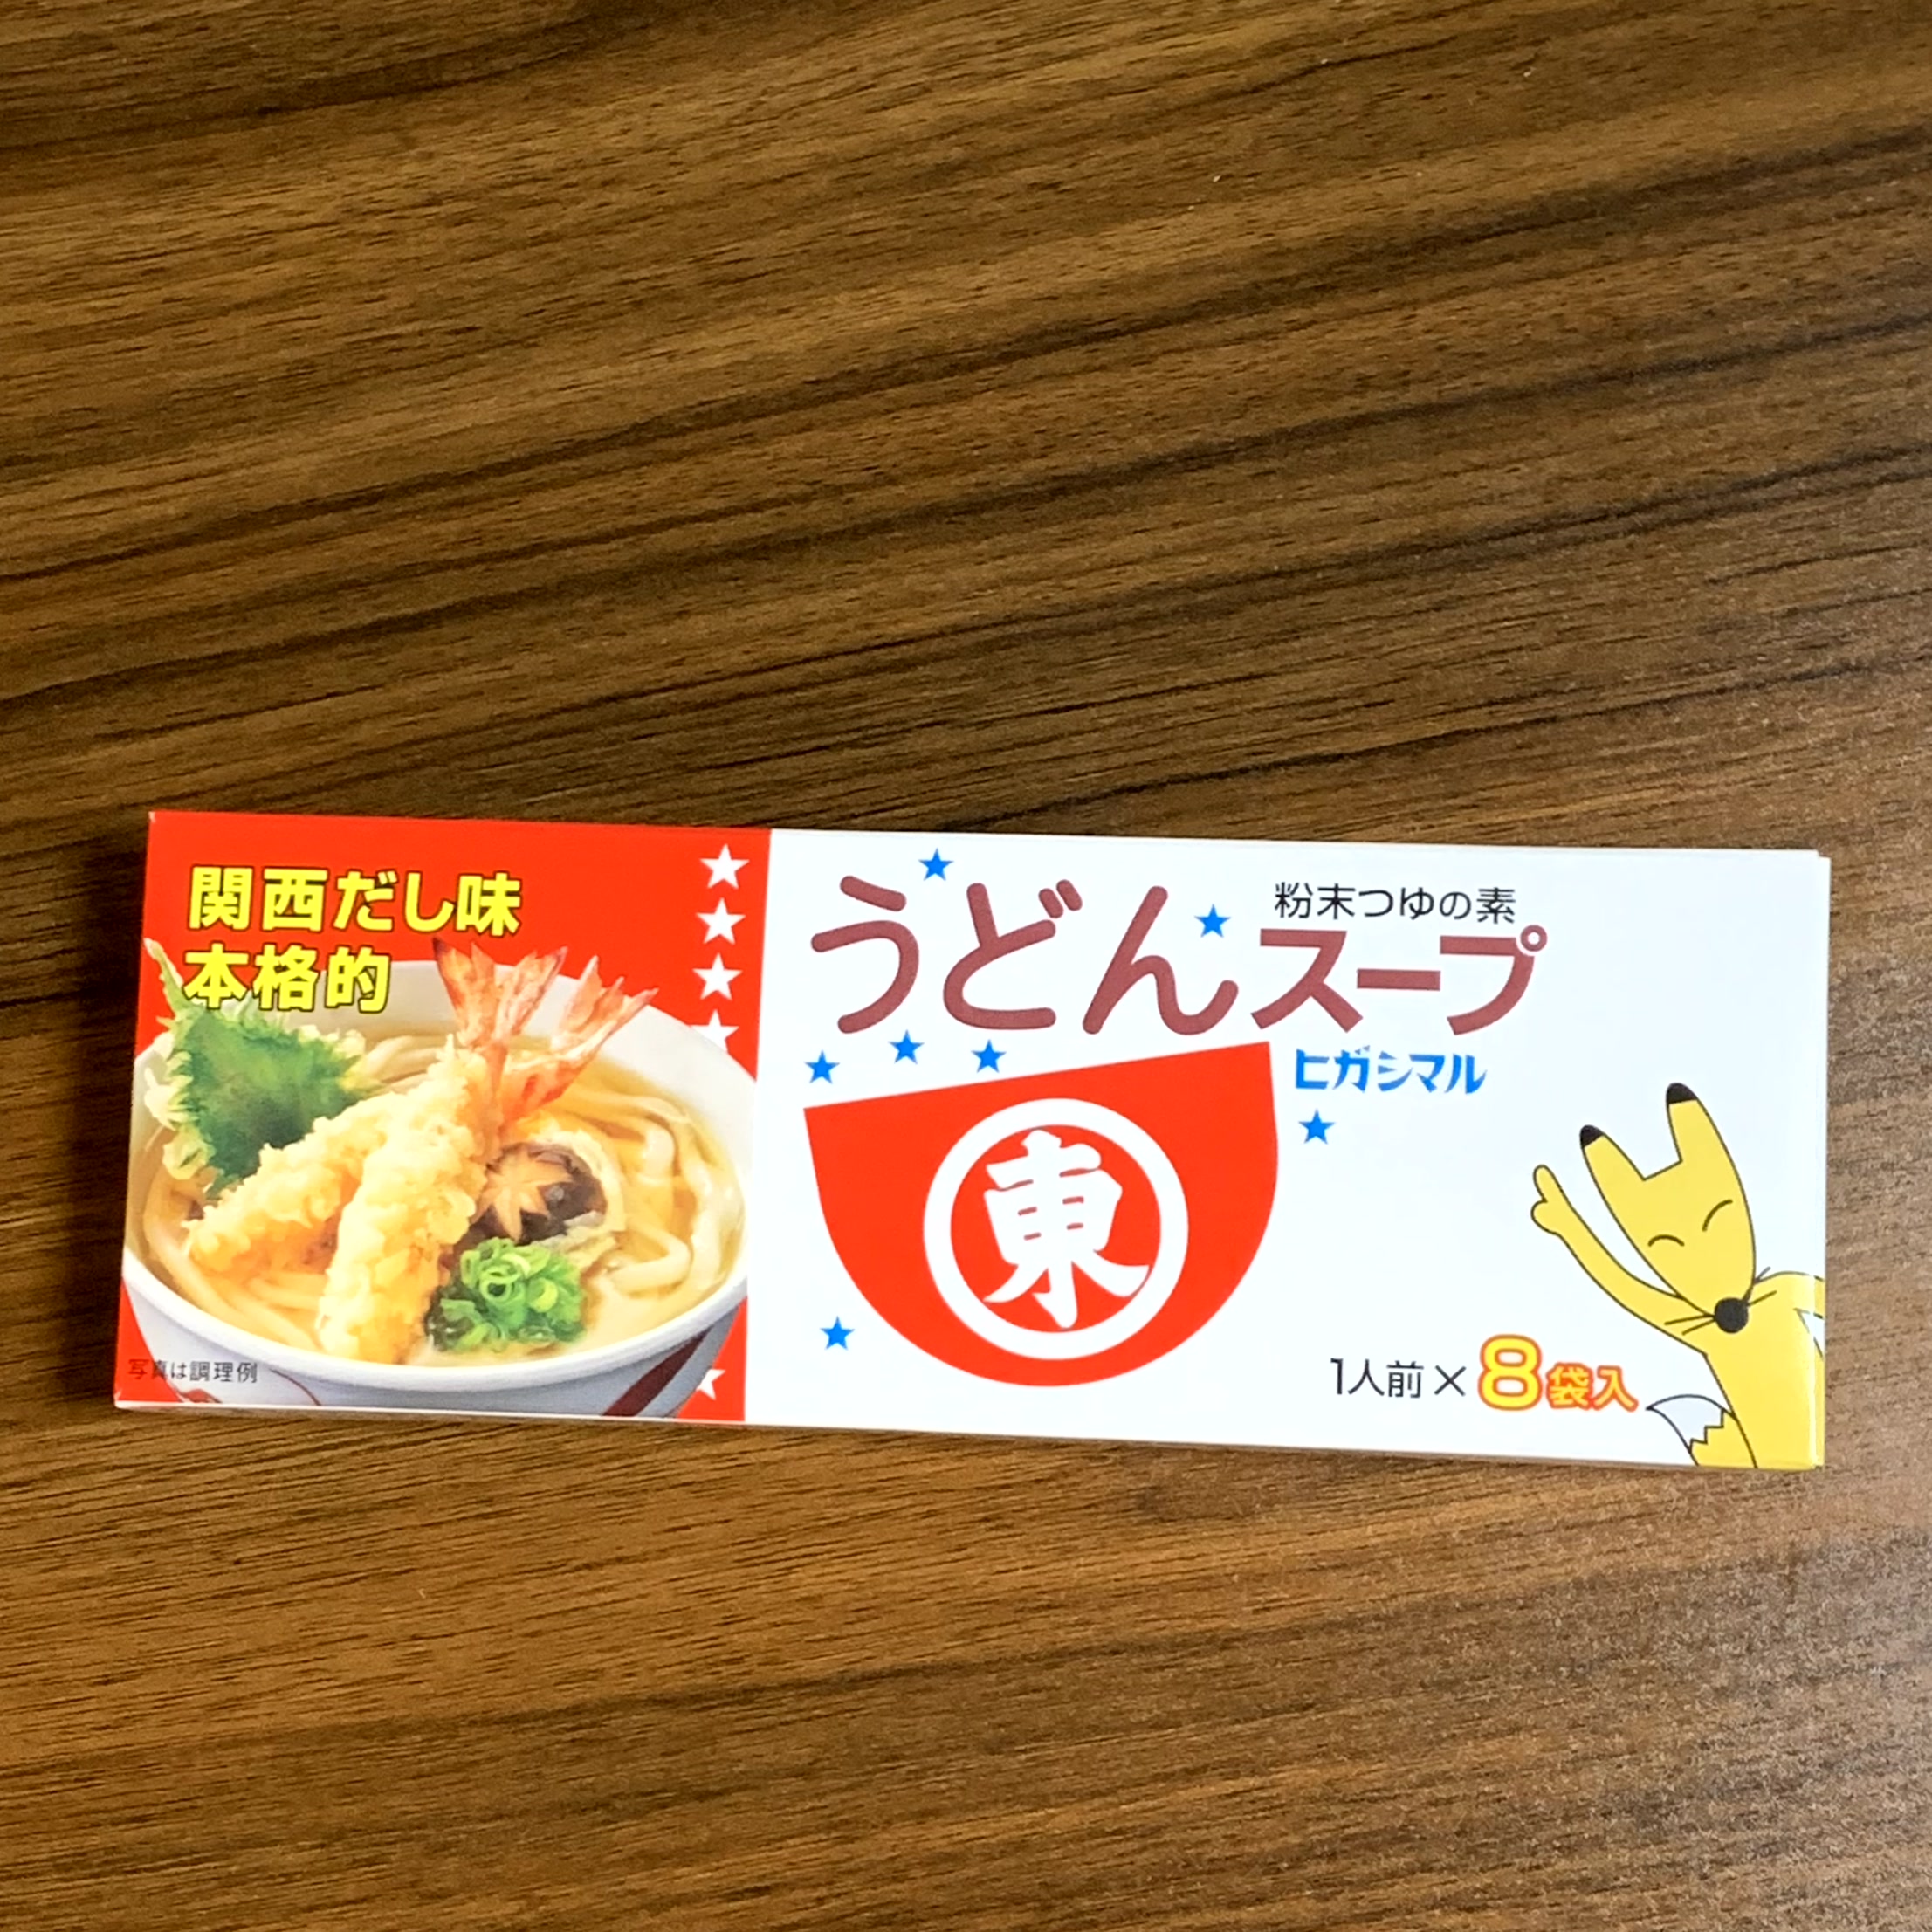 関西だし味
本格的
写真は調理例
粉末つゆの素
うどんスープ
ヒガシマル
東
1人前×8袋入